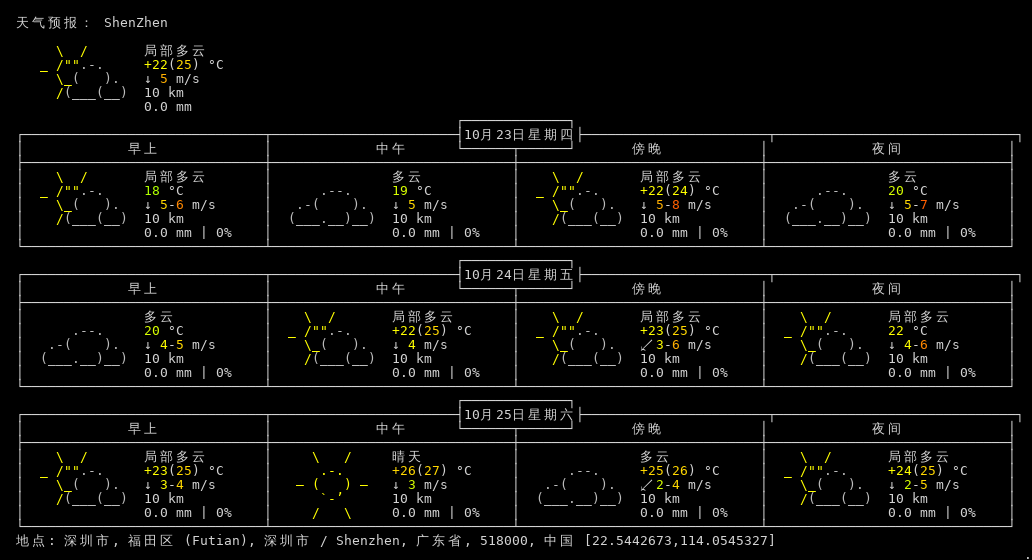 天气预报： ShenZhen
局部多云
+22(25) °C
↓ 5 m/s
10 km
0.0 mm
10月23日星期四
早上 中午 傍晚 夜间
局部多云 多云 局部多云 多云
18 °C 19 °C +22(24) °C 20 °C
↓ 5-6 m/s ↓ 5 m/s ↓ 5-8 m/s ↓ 5-7 m/s
10 km 10 km 10 km 10 km
0.0 mm | 0% 0.0 mm | 0% 0.0 mm | 0% 0.0 mm | 0%
10月24日星期五
早上 中午 傍晚 夜间
多云 局部多云 局部多云 局部多云
20 °C +22(25) °C +23(25) °C 22 °C
↓ 4-5 m/s ↓ 4 m/s ↙ 3-6 m/s ↓ 4-6 m/s
10 km 10 km 10 km 10 km
0.0 mm | 0% 0.0 mm | 0% 0.0 mm | 0% 0.0 mm | 0%
10月25日星期六
早上 中午 傍晚 夜间
局部多云 晴天 多云 局部多云
+23(25) °C +26(27) °C +25(26) °C +24(25) °C
↓ 3-4 m/s ↓ 3 m/s ↙ 2-4 m/s ↓ 2-5 m/s
10 km 10 km 10 km 10 km
0.0 mm | 0% 0.0 mm | 0% 0.0 mm | 0% 0.0 mm | 0%
地点: 深圳市, 福田区 (Futian), 深圳市 / Shenzhen, 广东省, 518000, 中国 [22.5442673,114.0545327]